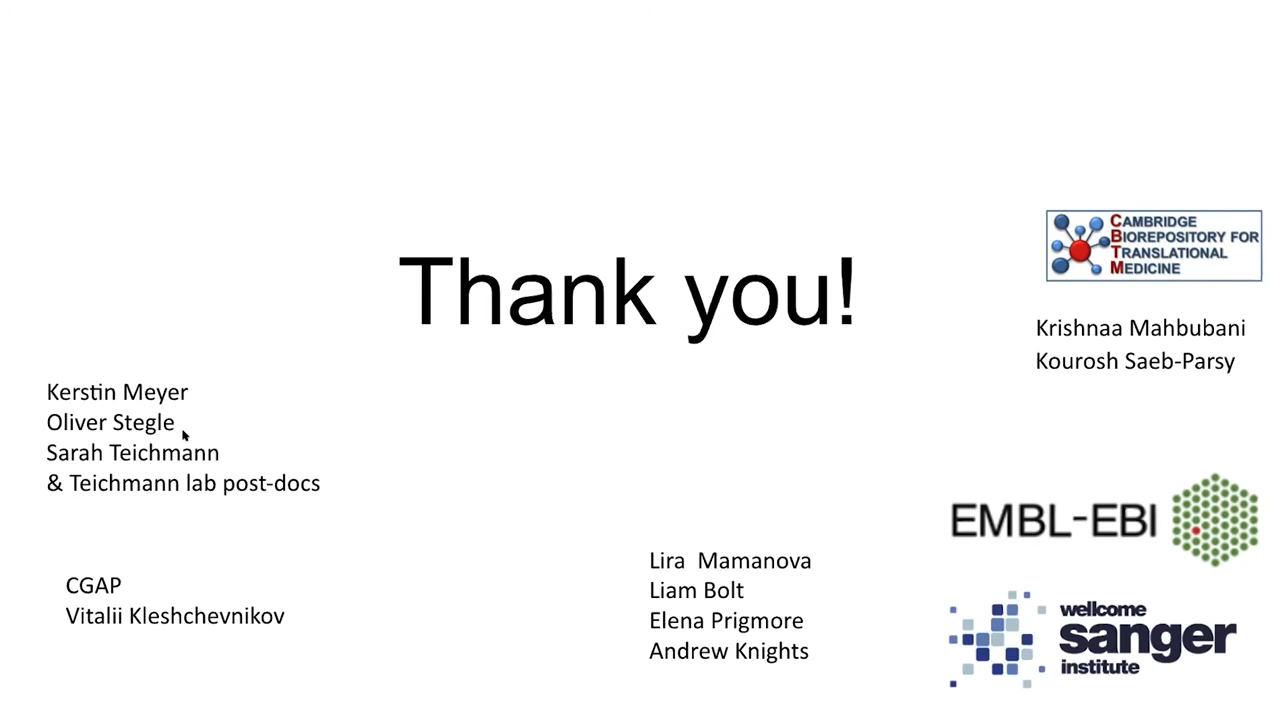 Thank you!
CAMBRIDGE
BIOREPOSITORY FOR
TRANSLATIONAL
MEDICINE
Krishnaa Mahbubani
Kourosh Saeb-Parsy
Kerstin Meyer
Oliver Stegle
Sarah Teichmann
& Teichmann lab post-docs
CGAP
Vitalii Kleshchevnikov
Lira  Mamanova
Liam Bolt
Elena Prigmore
Andrew Knights
EMBL-EBI
wellcome
sanger
institute